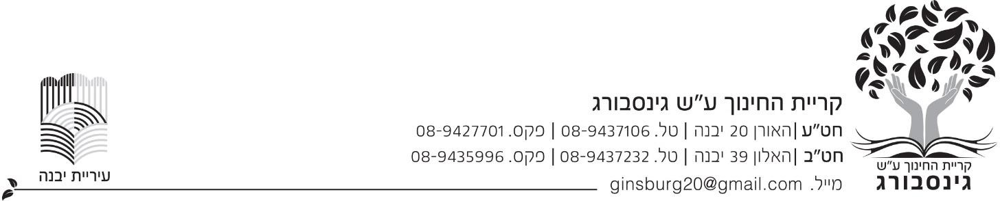 קריית החינוך ע״ש גינסבורג
חט״ע | האורן 20 יבנה | טל. 08-9437106 | פקס. 08-9427701
חט״ב | האלון 39 יבנה | טל. 08-9437232 | פקס. 08-9435996
מייל. ginsburg20@gmail.com
קריית החינוך ע״ש
גינסבורג
עיריית יבנה